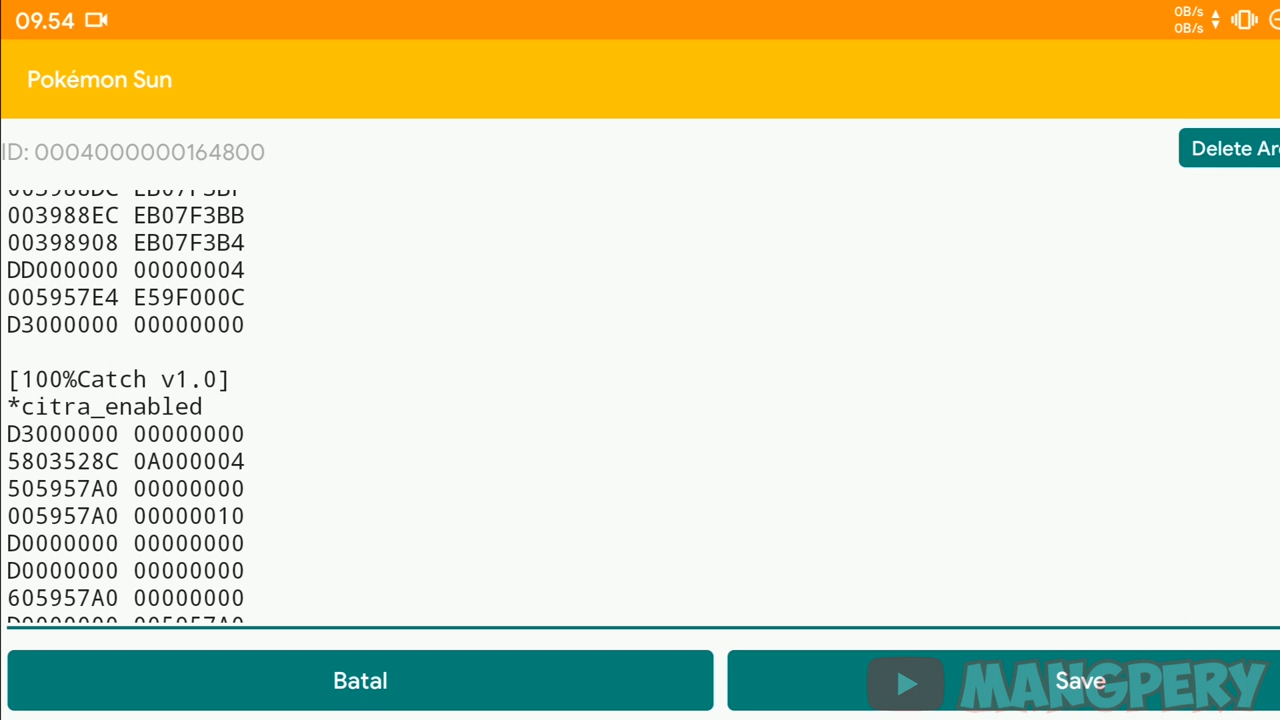 09.54
0B/s
0B/s
Pokémon Sun
ID: 0004000000164800
Delete Ar
003988EC EB07F3BB
00398908 EB07F3B4
DD000000 00000004
005957E4 E59F000C
D3000000 00000000
[100%Catch v1.0]
*citra_enabled
D3000000 00000000
5803528C 0A000004
505957A0 00000000
005957A0 00000010
D0000000 00000000
D0000000 00000000
605957A0 00000000
Batal
Save
MANGPERY